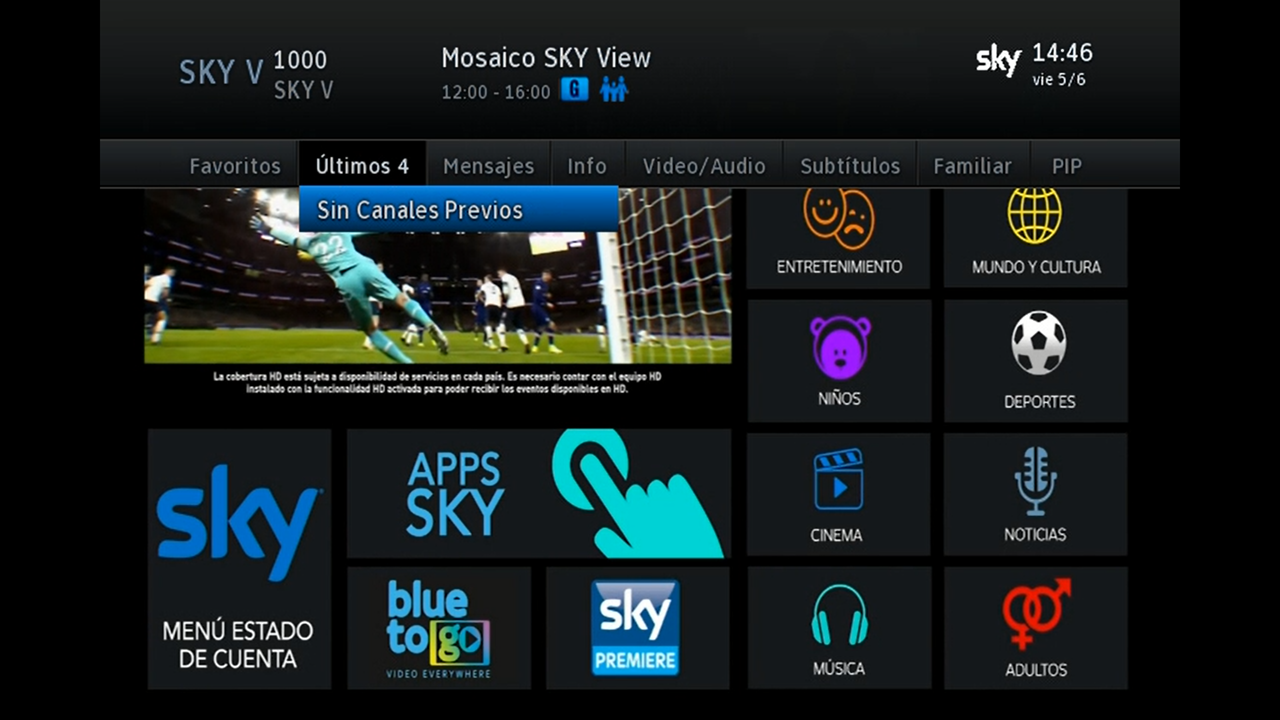 SKY V
1000
SKY V
Mosaico SKY View
12:00 - 16:00 G
sky
14:46
vie 5/6
Favoritos
Últimos 4
Mensajes
Info
Video/Audio
Subtítulos
Familiar
PIP
Sin Canales Previos
22
La cobertura HD está sujeta a disponibilidad de servicios en cada país. Es necesario contar con el equipo HD
instalado con la funcionalidad HD activada para poder recibir los eventos disponibles en HD.
ENTRETENIMIENTO
MUNDO Y CULTURA
NIÑOS
DEPORTES
sky
MENÚ ESTADO
DE CUENTA
APPS
SKY
CINEMA
NOTICIAS
blue
to go
VIDEO EVERYWHERE
sky
PREMIERE
MÚSICA
ADULTOS